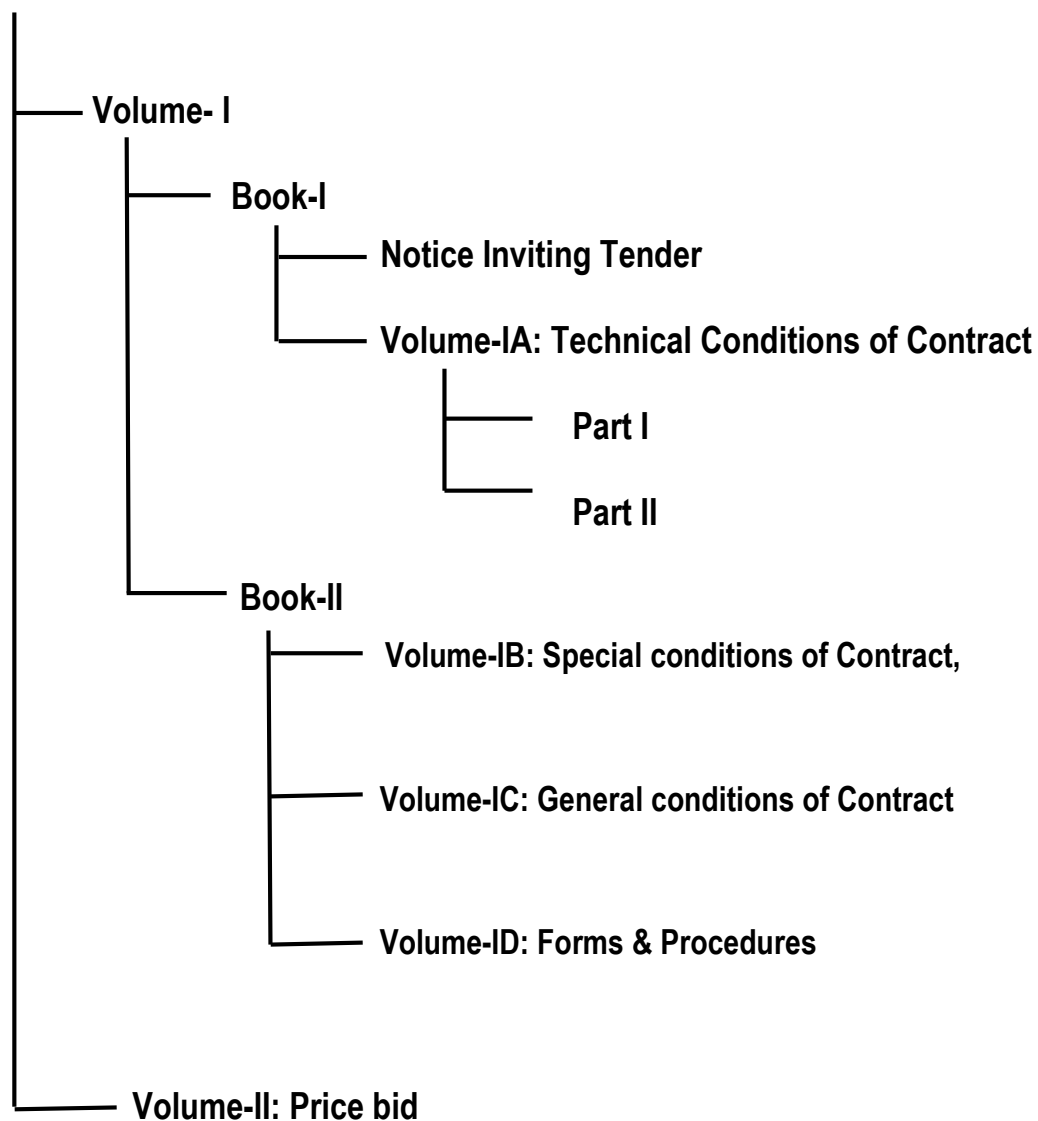 Volume- I
Book-I
Notice Inviting Tender
Volume-IA: Technical Conditions of Contract
Part I
Part II
Book-II
Volume-IB: Special conditions of Contract,
Volume-IC: General conditions of Contract
Volume-ID: Forms & Procedures
Volume-II: Price bid